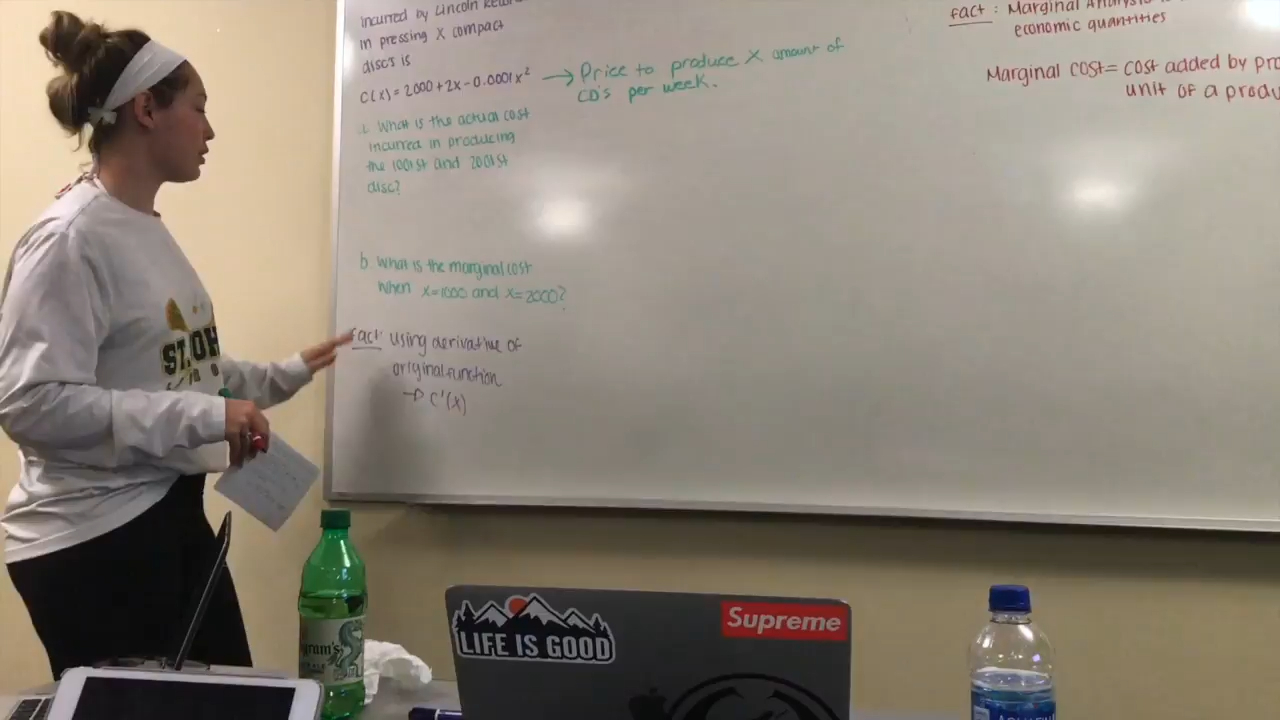 incurred by Lincoln
in pressing X compact
discs is
C(x) = 2000 + 2x - 0.0001x²
→ Price to produce X amount of
CD's per week.
a. What is the actual cost
incurred in producing
the 1001st and 2001st
disc?
b. What is the marginal cost
when x=1000 and x=2000?
fact: using derivative of
original function
→ C'(x)
fact: Marginal Analysis
economic quantities
Marginal cost = cost added by
unit of a
LIFE IS GOOD
Supreme